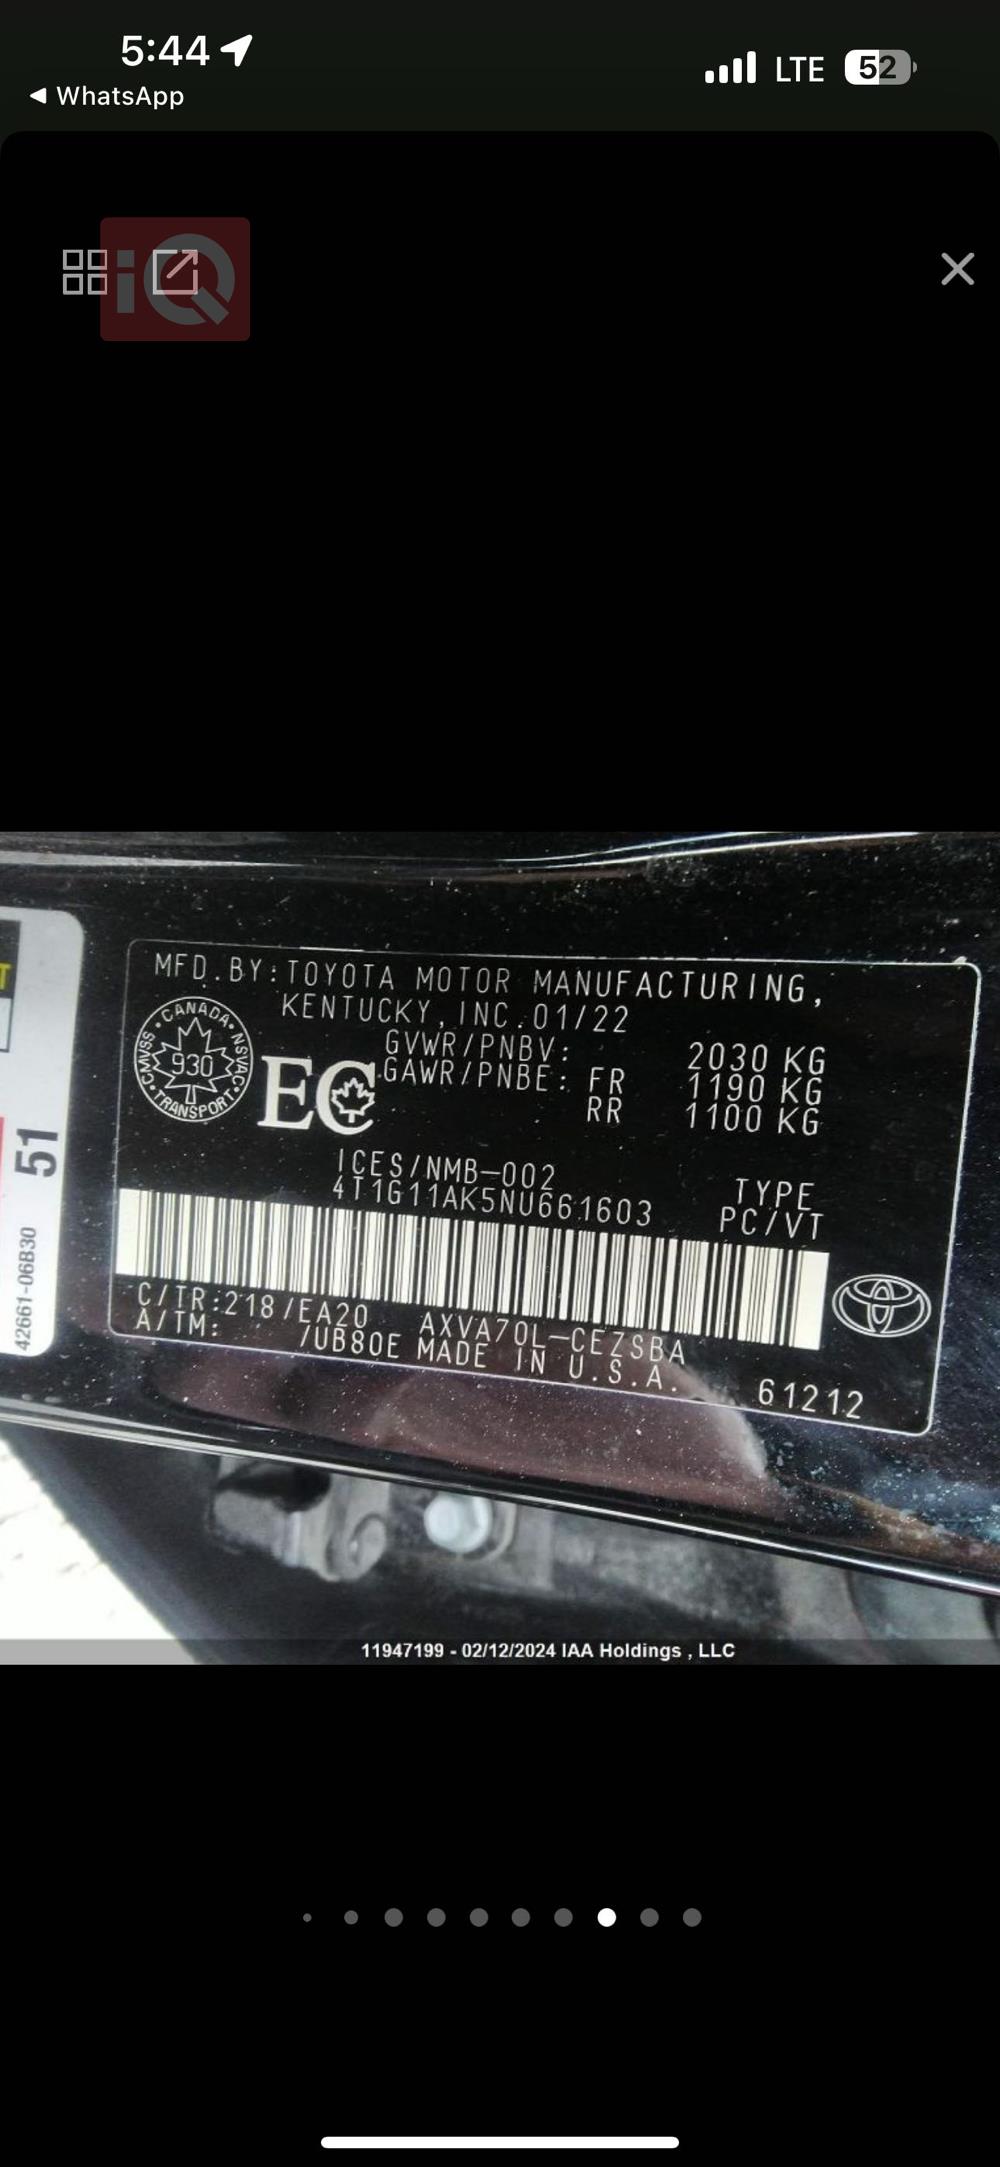 5:44
LTE
52
WhatsApp
iQ
T
51
42661-06B30
MFD.BY:TOYOTA MOTOR MANUFACTURING,
KENTUCKY, INC. 01/22
GVWR/PNBV: 2030 KG
GAWR/PNBE: FR 1190 KG
RR 1100 KG
CANADA NSVAC TRANSPORT CMVSS
930
EC
ICES/NMB-002
TYPE
4T1G11AK5NU661603
PC/VT
C/TR:218/EA20 AXVA70L-CEZSBA
A/TM: /UB80E MADE IN U.S.A.
61212
11947199 - 02/12/2024 IAA Holdings , LLC